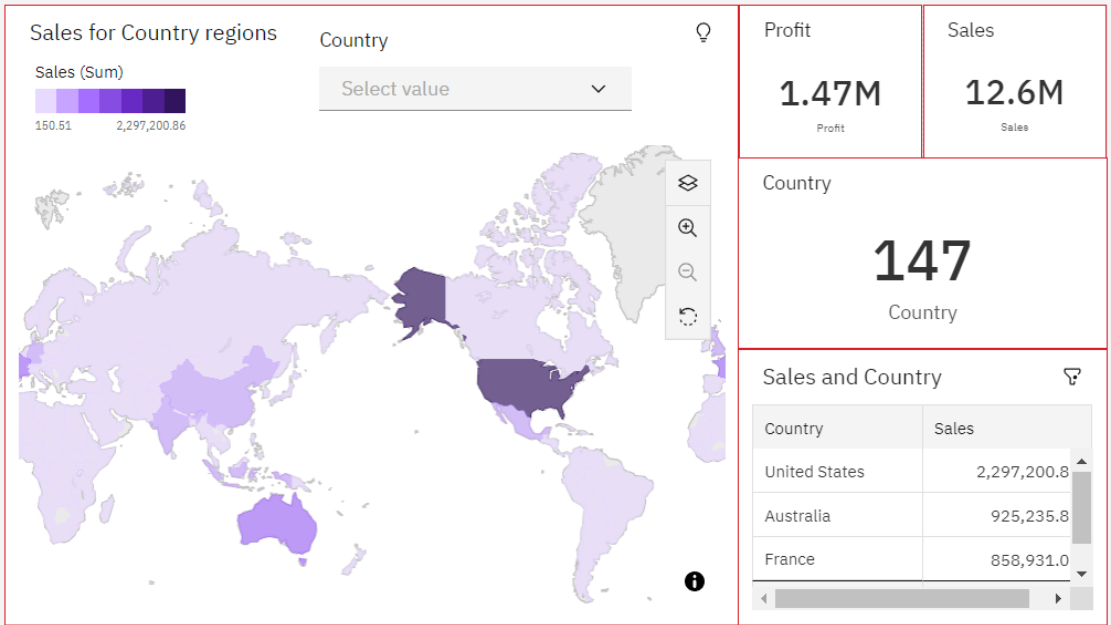 Sales for Country regions
Country
Sales (Sum)
Select value
150.51 2,297,200.86
Profit
1.47M
Profit
Sales
12.6M
Sales
Country
147
Country
Sales and Country
Country Sales
United States 2,297,200.8
Australia 925,235.8
France 858,931.0